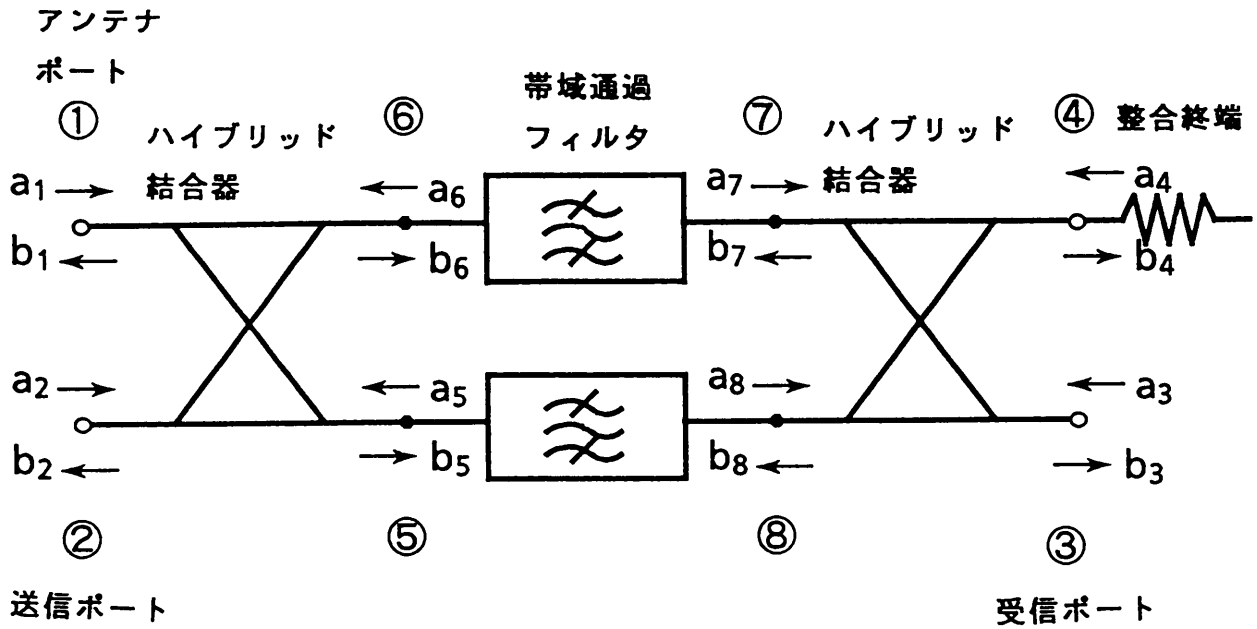 アンテナ
ポート
帯域通過
フィルタ
① ⑥ ⑦ ④ 整合終端
ハイブリッド
結合器
ハイブリッド
結合器
a1 a6 a7 a4
b1 b6 b7 b4
a2 a5 a8 a3
b2 b5 b8 b3
② ⑤ ⑧ ③
送信ポート
受信ポート